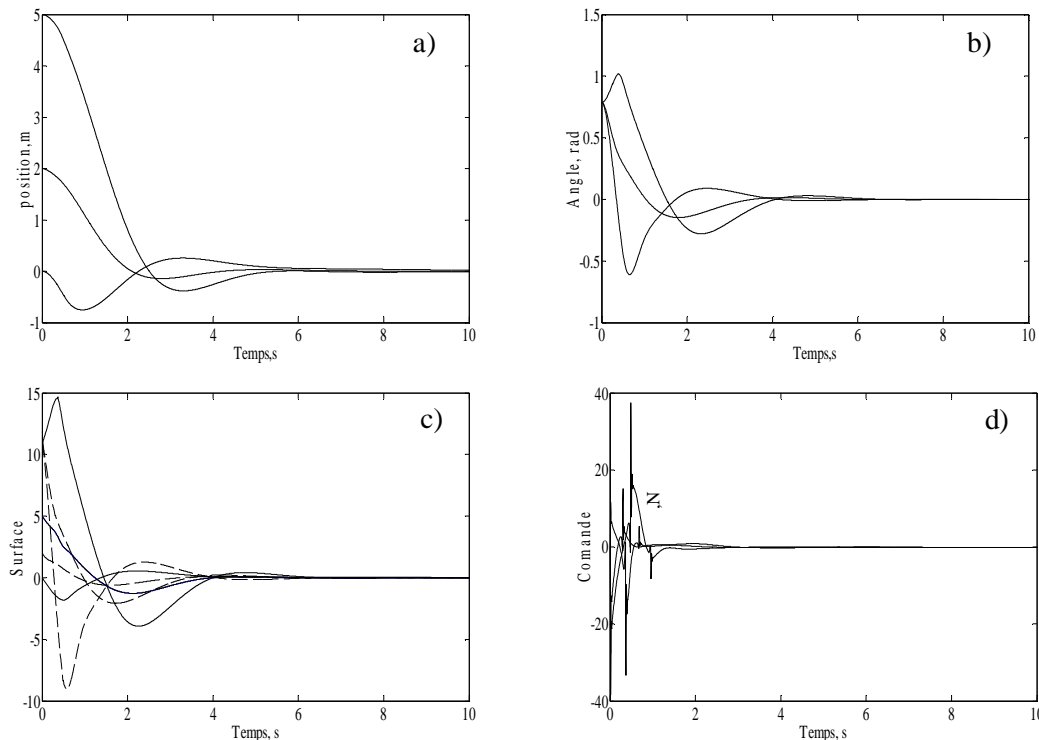 a)
5
4
3
2
1
0
-1
position,m
0 2 4 6 8 10
Temps,s
b)
1.5
1
0.5
0
-0.5
-1
Angle, rad
0 2 4 6 8 10
Temps,s
c)
15
10
5
0
-5
-10
Surface
0 2 4 6 8 10
Temps, s
d)
40
20
0
-20
-40
Comande
N
0 2 4 6 8 10
Temps, s